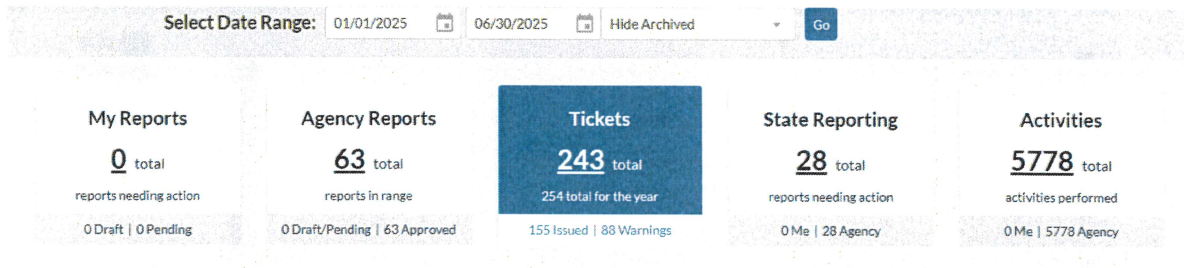 Select Date Range: 01/01/2025 06/30/2025 Hide Archived Go
My Reports
0 total
reports needing action
0 Draft | 0 Pending
Agency Reports
63 total
reports in range
0 Draft/Pending | 63 Approved
Tickets
243 total
254 total for the year
155 Issued | 88 Warnings
State Reporting
28 total
reports needing action
0 Me | 28 Agency
Activities
5778 total
activities performed
0 Me | 5778 Agency